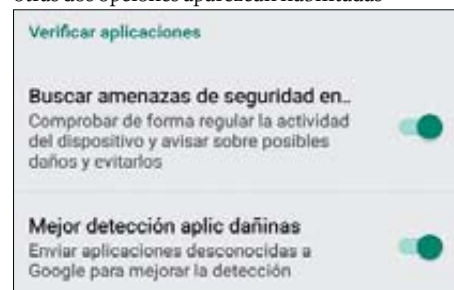 Verificar aplicaciones
Buscar amenazas de seguridad en..
Comprobar de forma regular la actividad
del dispositivo y avisar sobre posibles
daños y evitarlos
Mejor detección aplic dañinas
Enviar aplicaciones desconocidas a
Google para mejorar la detección